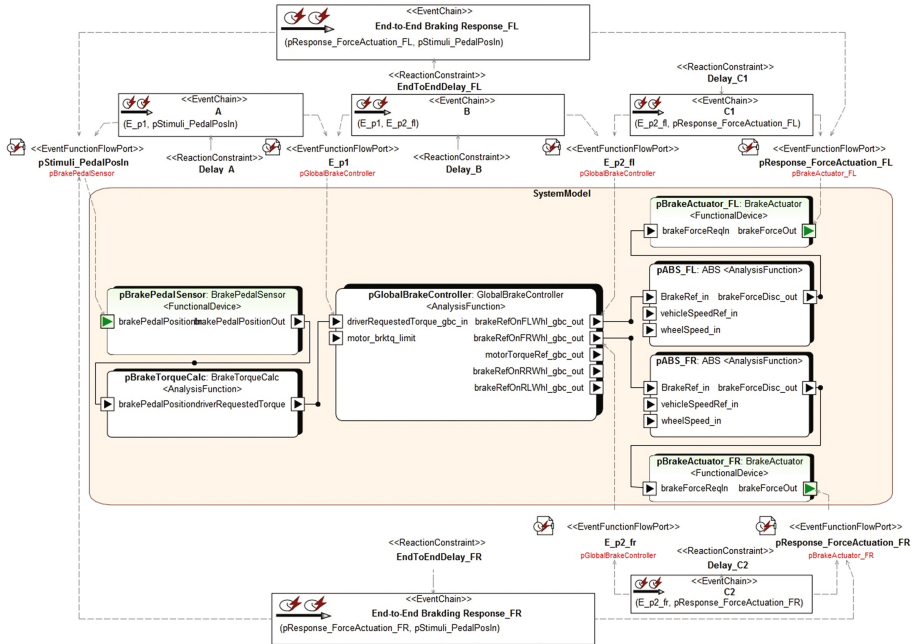 <<EventChain>>
End-to-End Braking Response_FL
(pResponse_ForceActuation_FL, pStimuli_PedalPosIn)
<<ReactionConstraint>>
EndToEndDelay_FL
<<ReactionConstraint>>
Delay_C1
<<EventChain>>
A
(E_p1, pStimuli_PedalPosIn)
<<EventChain>>
B
(E_p1, E_p2_fl)
<<EventChain>>
C1
(E_p2_fl, pResponse_ForceActuation_FL)
<<EventFunctionFlowPort>>
pStimuli_PedalPosIn
pBrakePedalSensor
<<ReactionConstraint>>
Delay_A
<<EventFunctionFlowPort>>
E_p1
pGlobalBrakeController
<<ReactionConstraint>>
Delay_B
<<EventFunctionFlowPort>>
E_p2_fl
pGlobalBrakeController
<<EventFunctionFlowPort>>
pResponse_ForceActuation_FL
pBrakeActuator_FL
SystemModel
pBrakeActuator_FL: BrakeActuator
<FunctionalDevice>
brakeForceReqIn brakeForceOut
pABS_FL: ABS <AnalysisFunction>
BrakeRef_in brakeForceDisc_out
vehicleSpeedRef_in
wheelSpeed_in
pBrakePedalSensor: BrakePedalSensor
<FunctionalDevice>
brakePedalPositionIn brakePedalPositionOut
pGlobalBrakeController: GlobalBrakeController
<AnalysisFunction>
driverRequestedTorque_gbc_in brakeRefOnFLWhl_gbc_out
motor_brktq_limit brakeRefOnFRWhl_gbc_out
motorTorqueRef_gbc_out
brakeRefOnRRWhl_gbc_out
brakeRefOnRLWhl_gbc_out
pBrakeTorqueCalc: BrakeTorqueCalc
<AnalysisFunction>
brakePedalPosition driverRequestedTorque
pABS_FR: ABS <AnalysisFunction>
BrakeRef_in brakeForceDisc_out
vehicleSpeedRef_in
wheelSpeed_in
pBrakeActuator_FR: BrakeActuator
<FunctionalDevice>
brakeForceReqIn brakeForceOut
<<EventFunctionFlowPort>>
E_p2_fr
pGlobalBrakeController
<<EventFunctionFlowPort>>
pResponse_ForceActuation_FR
pBrakeActuator_FR
<<ReactionConstraint>>
EndToEndDelay_FR
<<ReactionConstraint>>
Delay_C2
<<EventChain>>
C2
(E_p2_fr, pResponse_ForceActuation_FR)
<<EventChain>>
End-to-End Brakding Response_FR
(pResponse_ForceActuation_FR, pStimuli_PedalPosIn)